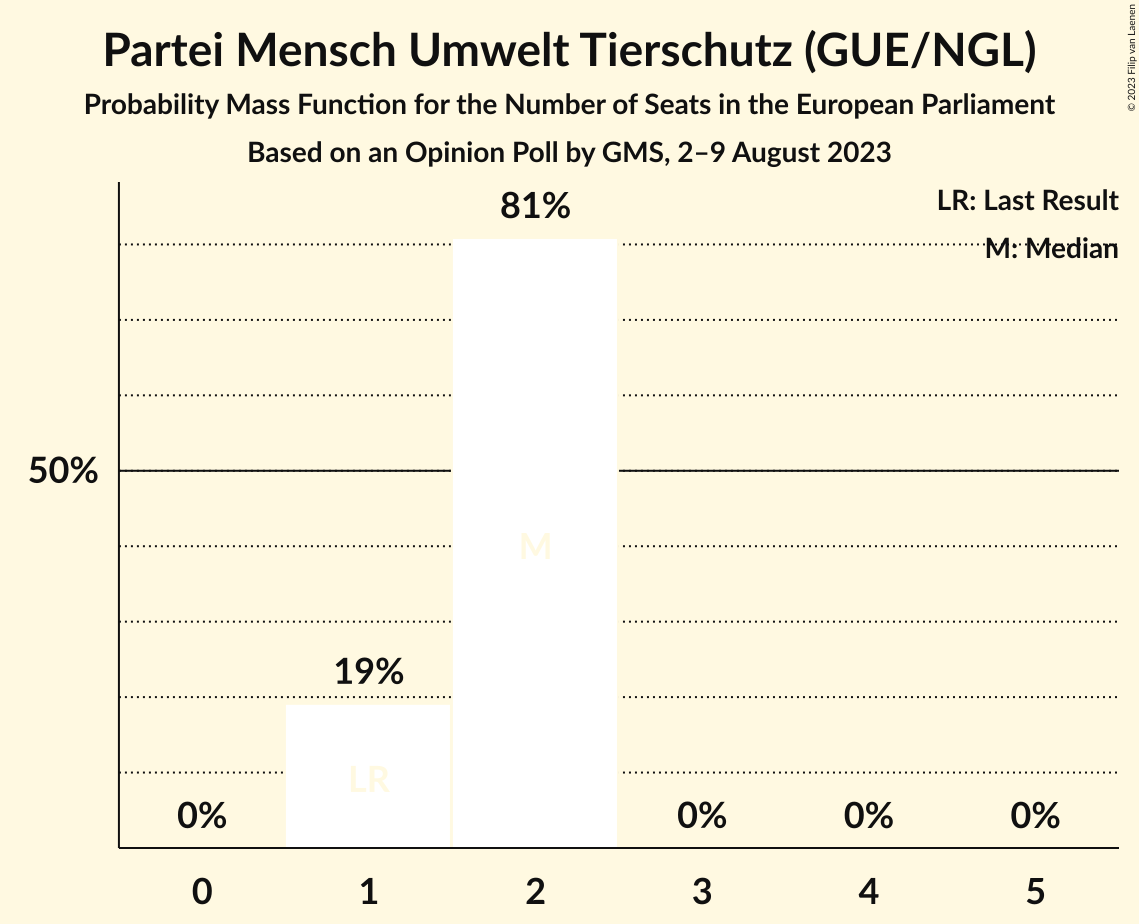 Partei Mensch Umwelt Tierschutz (GUE/NGL)
Probability Mass Function for the Number of Seats in the European Parliament
Based on an Opinion Poll by GMS, 2–9 August 2023
© 2023 Filip van Laenen
LR: Last Result
M: Median
81%
50%
M
19%
LR
0%
0%
0%
0%
0
1
2
3
4
5